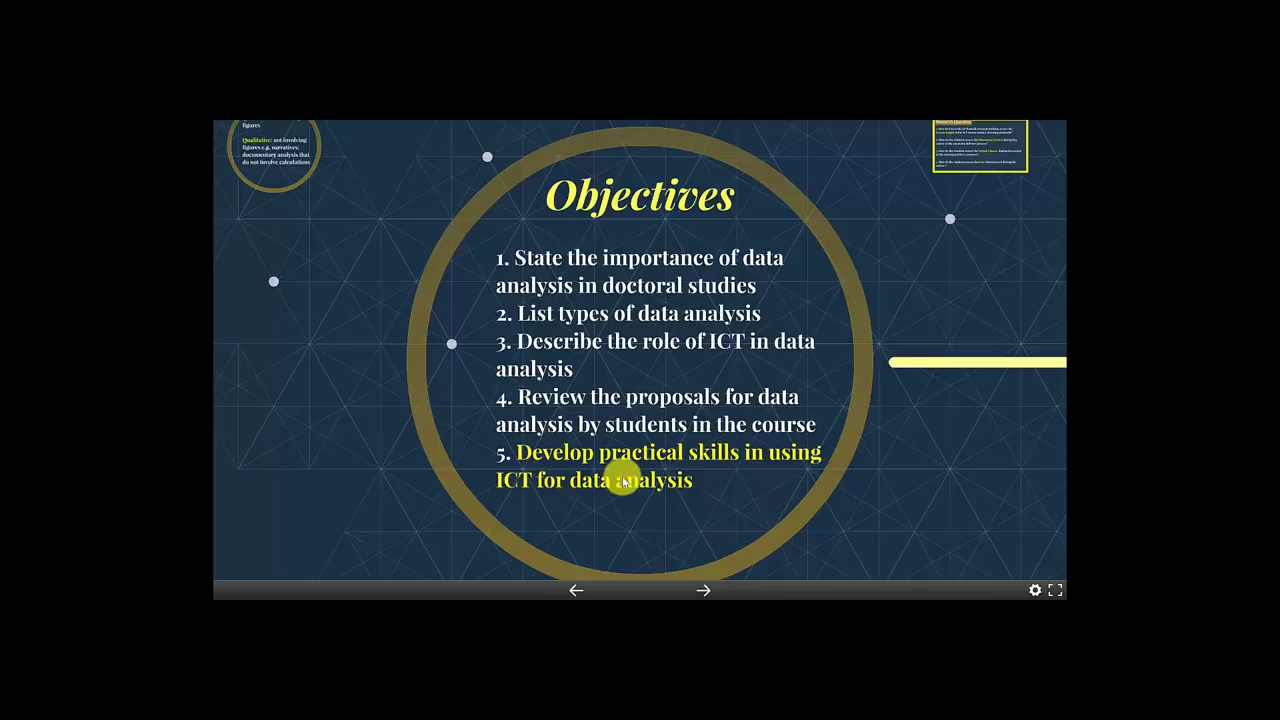 figures
Qualitative: not involving
figures e.g. narratives;
documentary analysis that
do not involve calculations
Objectives
1. State the importance of data
analysis in doctoral studies
2. List types of data analysis
3. Describe the role of ICT in data
analysis
4. Review the proposals for data
analysis by students in the course
5. Develop practical skills in using
ICT for data analysis